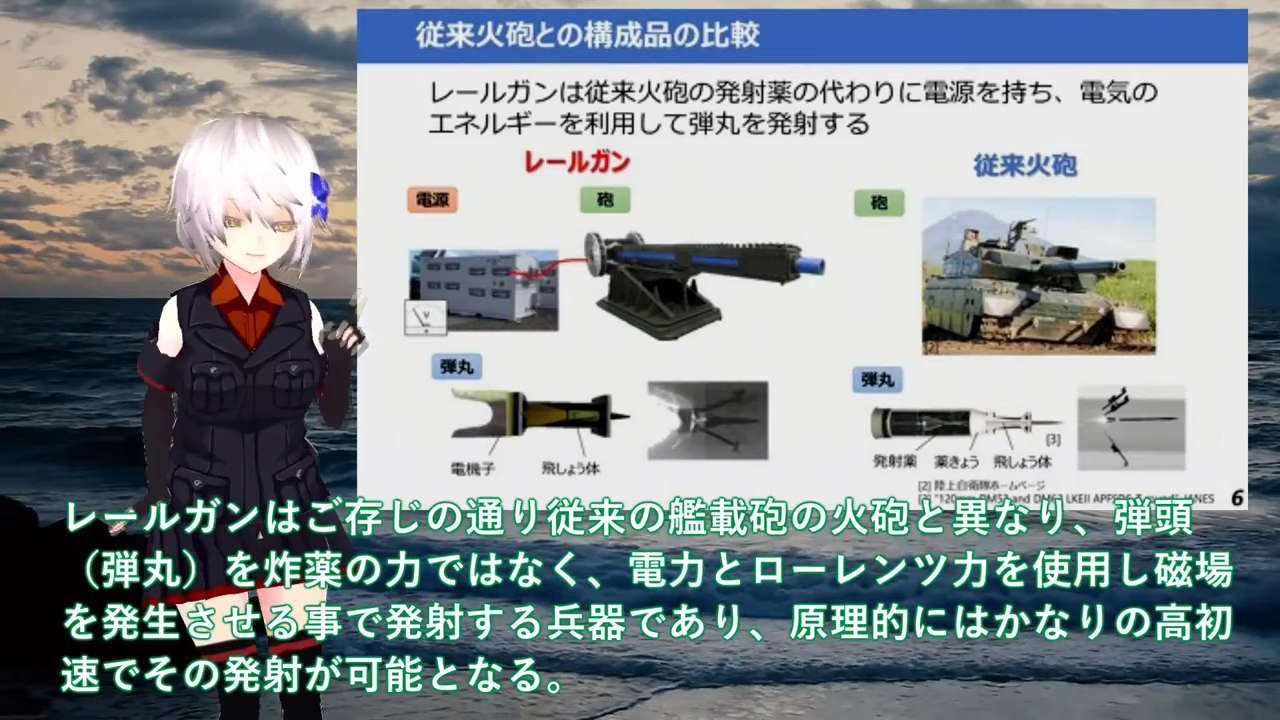 従来火砲との構成品の比較
レールガンは従来火砲の発射薬の代わりに電源を持ち、電気の
エネルギーを利用して弾丸を発射する
レールガン
従来火砲
電源
砲
砲
V
[2]
弾丸
弾丸
電機子
飛しょう体
発射薬
薬きょう
飛しょう体
[3]
[2] 陸上自衛隊ホームページ
and DM63 LKEII APFSDS
JANES
6
レールガンはご存じの通り従来の艦載砲の火砲と異なり、弾頭
（弾丸）を炸薬の力ではなく、電力とローレンツ力を使用し磁場
を発生させる事で発射する兵器であり、原理的にはかなりの高初
速でその発射が可能となる。